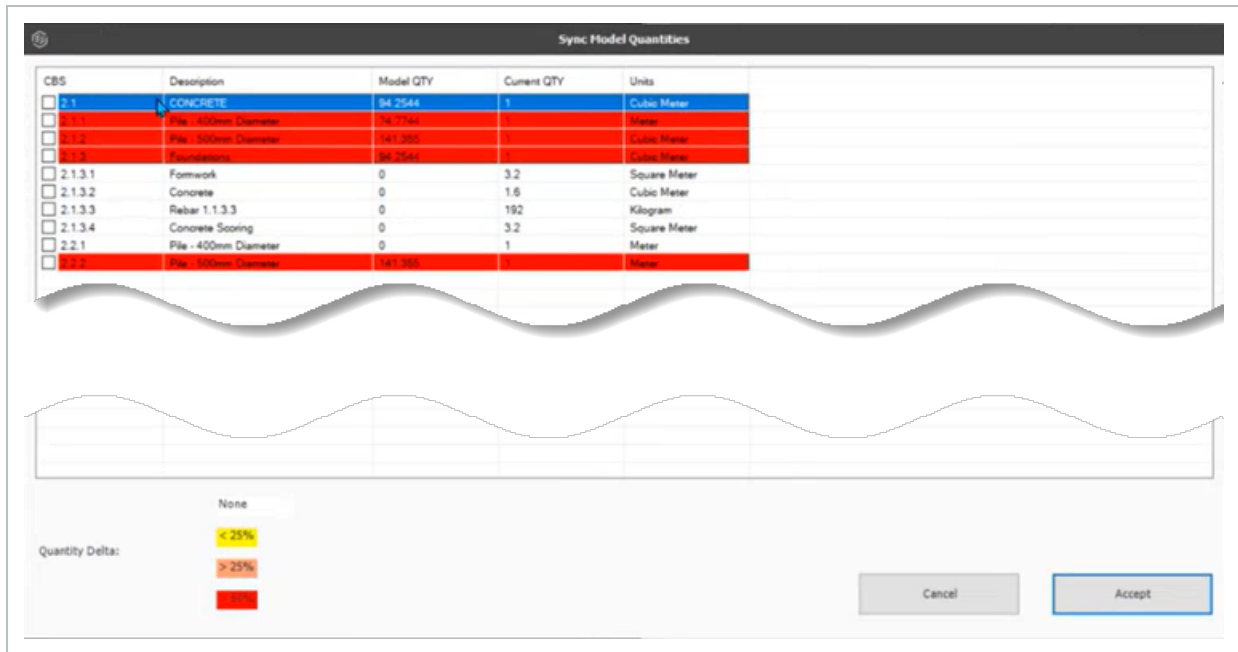 Sync Model Quantities
CBS Description Model QTY Current QTY Units
2.1 CONCRETE 94.2544 1 Cubic Meter
2.1.1 Pile - 400mm Diameter 74.7744 1 Meter
2.1.2 Pile - 500mm Diameter 141.355 1 Cubic Meter
2.1.3 Foundations 94.2544 1 Cubic Meter
2.1.3.1 Formwork 0 3.2 Square Meter
2.1.3.2 Concrete 0 1.6 Cubic Meter
2.1.3.3 Rebar 1.1.3.3 0 192 Kilogram
2.1.3.4 Concrete Scoring 0 3.2 Square Meter
2.2.1 Pile - 400mm Diameter 0 1 Meter
2.2.2 Pile - 500mm Diameter 141.355 1 Meter
None
< 25%
Quantity Delta:
> 25%
> 50%
Cancel Accept